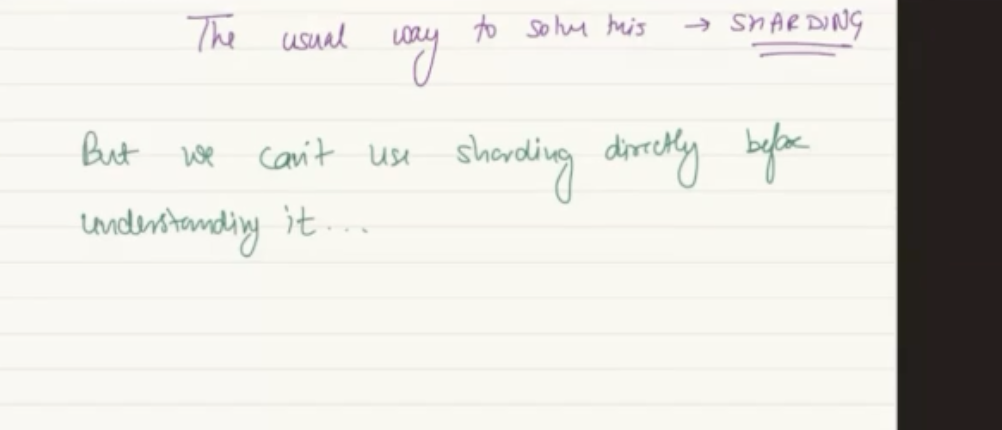 The usual way to solve this → SHARDING
But we can't use sharding directly before
understanding it...